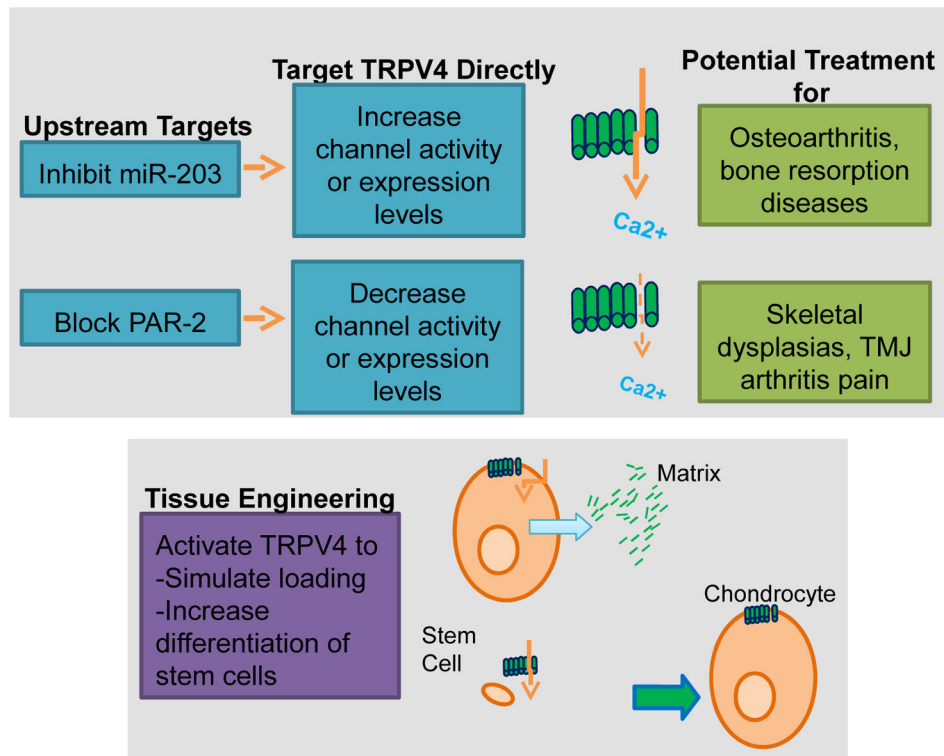 Upstream Targets
Target TRPV4 Directly
Potential Treatment
for
Inhibit miR-203
Increase
channel activity
or expression
levels
Ca2+
Osteoarthritis,
bone resorption
diseases
Block PAR-2
Decrease
channel activity
or expression
levels
Ca2+
Skeletal
dysplasias, TMJ
arthritis pain
Tissue Engineering
Activate TRPV4 to
-Simulate loading
-Increase
differentiation of
stem cells
Matrix
Stem
Cell
Chondrocyte